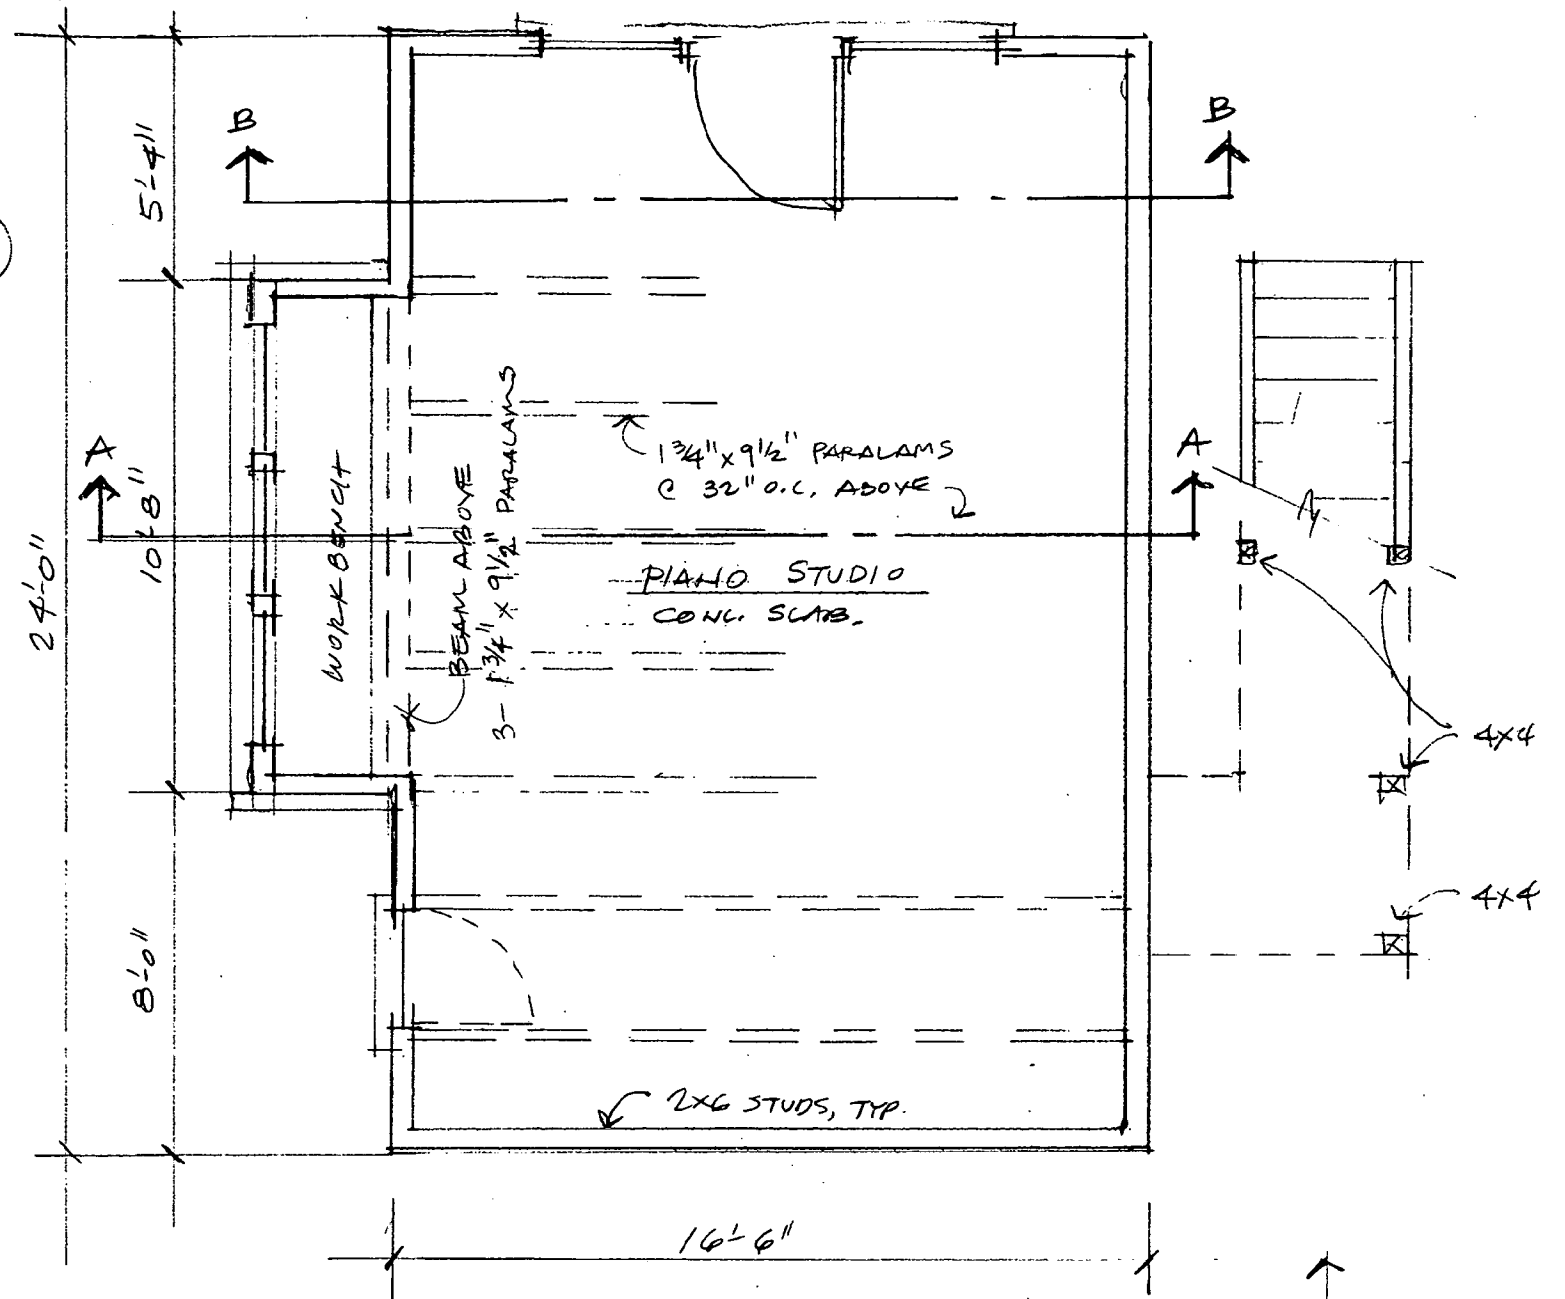 B
B
5'-4"
A
1 3/4" x 9 1/2" PARALAMS
@ 32" O.C. ABOVE
A
24'-0"
10'-8"
WORKBENCH
BEAM ABOVE
3- 1 3/4" x 9 1/2" PARALAMS
PIANO STUDIO
CONC. SLAB.
4x4
4x4
8'-0"
2x6 STUDS, TYP.
16'-6"